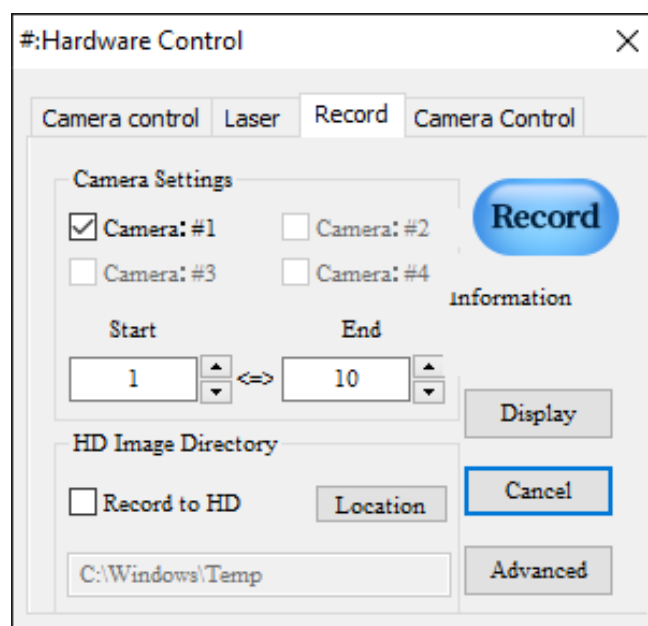 #:Hardware Control
Camera control Laser Record Camera Control
Camera Settings
Record
Camera: #1 Camera: #2
Camera: #3 Camera: #4
Information
Start End
1 <=> 10
Display
HD Image Directory
Record to HD Location
Cancel
C:\Windows\Temp
Advanced